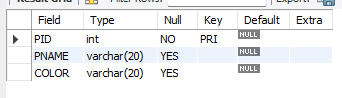 Result Grid Filter Rows: Export:
Field Type Null Key Default Extra
PID int NO PRI NULL
PNAME varchar(20) YES NULL
COLOR varchar(20) YES NULL